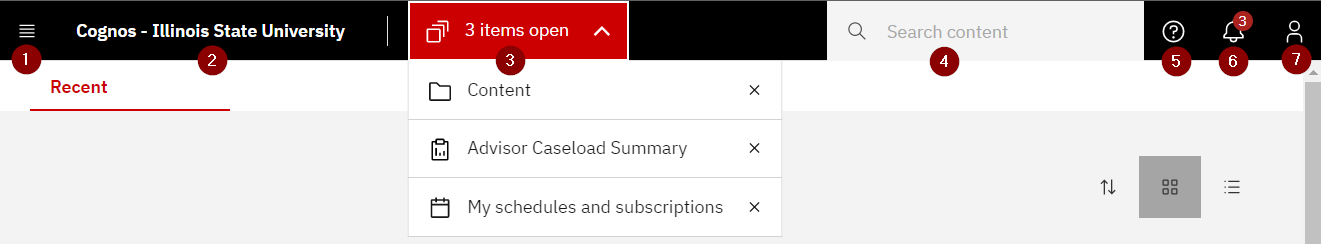 Cognos - Illinois State University
3 items open
Search content
3
1
2
3
4
5
6
7
Recent
Content
Advisor Caseload Summary
My schedules and subscriptions